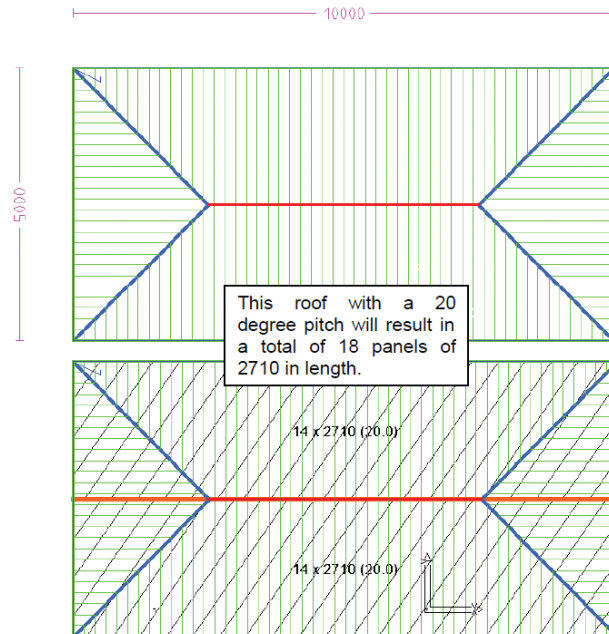 10000
5000
This roof with a 20
degree pitch will result in
a total of 18 panels of
2710 in length.
14 x 2710 (20.0)
14 x 2710 (20.0)